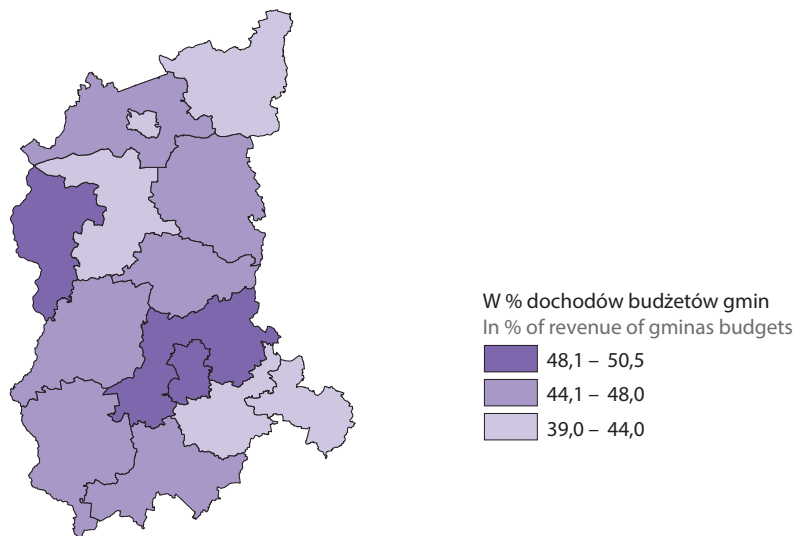 W % dochodów budżetów gmin
In % of revenue of gminas budgets
48,1 – 50,5
44,1 – 48,0
39,0 – 44,0